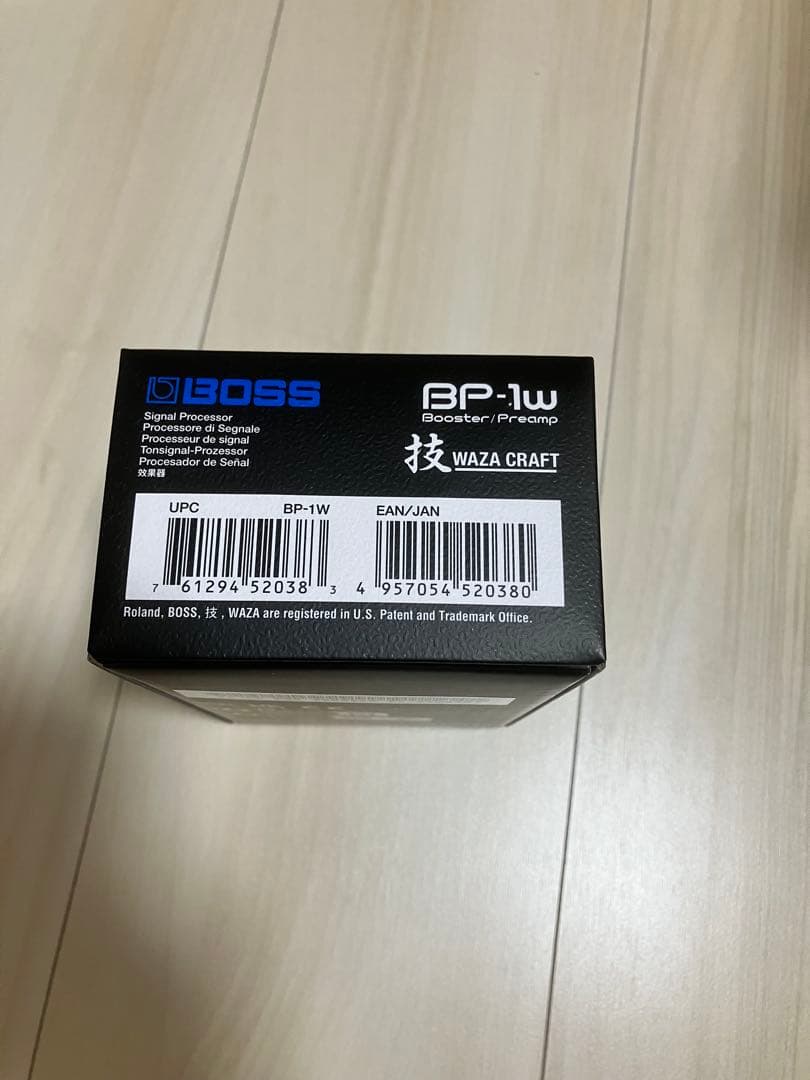 BOSS
Signal Processor
Processore di Segnale
Processeur de signal
Tonsignal-Prozessor
Procesador de Señal
效果器
BP-1W
Booster/Preamp
技 WAZA CRAFT
UPC BP-1W
7 61294 52038 3
EAN/JAN
4 957054 520380
Roland, BOSS, 技, WAZA are registered in U.S. Patent and Trademark Office.